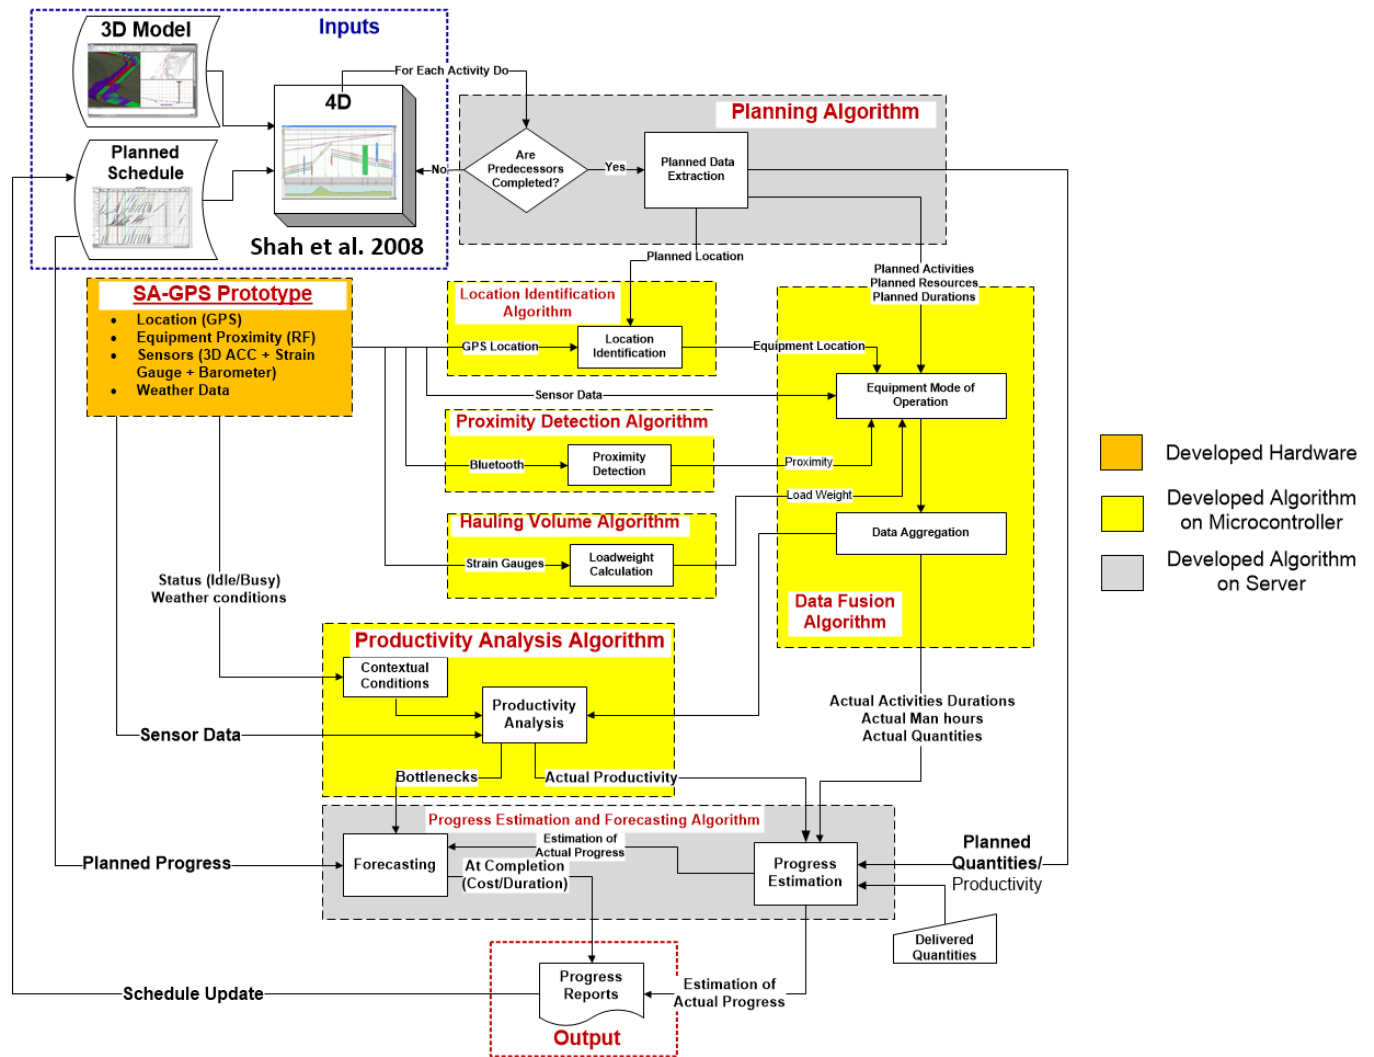 3D Model
Inputs
For Each Activity Do
4D
Planning Algorithm
Planned
Schedule
Are
Predecessors
Completed?
No
Yes
Planned Data
Extraction
Shah et al. 2008
Planned Location
Planned Activities
Planned Resources
Planned Durations
SA-GPS Prototype
• Location (GPS)
• Equipment Proximity (RF)
• Sensors (3D ACC + Strain
Gauge + Barometer)
• Weather Data
Location Identification
Algorithm
GPS Location
Location
Identification
Equipment Location
Sensor Data
Equipment Mode of
Operation
Proximity Detection Algorithm
Bluetooth
Proximity
Detection
Proximity
Load Weight
Hauling Volume Algorithm
Strain Gauges
Loadweight
Calculation
Data Aggregation
Data Fusion
Algorithm
Developed Hardware
Developed Algorithm
on Microcontroller
Developed Algorithm
on Server
Status (Idle/Busy)
Weather conditions
Productivity Analysis Algorithm
Contextual
Conditions
Productivity
Analysis
Sensor Data
Bottlenecks
Actual Productivity
Actual Activities Durations
Actual Man hours
Actual Quantities
Progress Estimation and Forecasting Algorithm
Planned Progress
Forecasting
Estimation of
Actual Progress
At Completion
(Cost/Duration)
Progress
Estimation
Planned
Quantities/
Productivity
Delivered
Quantities
Schedule Update
Progress
Reports
Estimation of
Actual Progress
Output